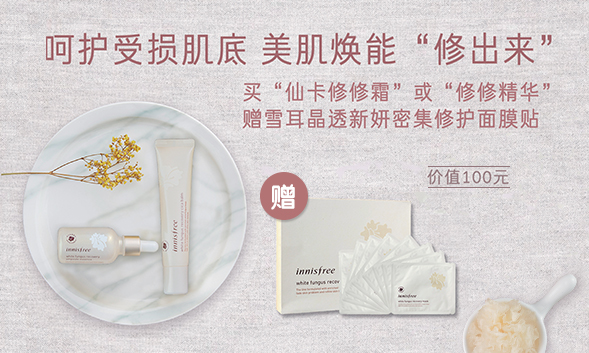 呵护受损肌底 美肌焕能“修出来”
买“仙卡修修霜”或“修修精华”
赠雪耳晶透新妍密集修护面膜贴
价值100元
赠
innisfree
innisfree
innisfree
white fungus recove